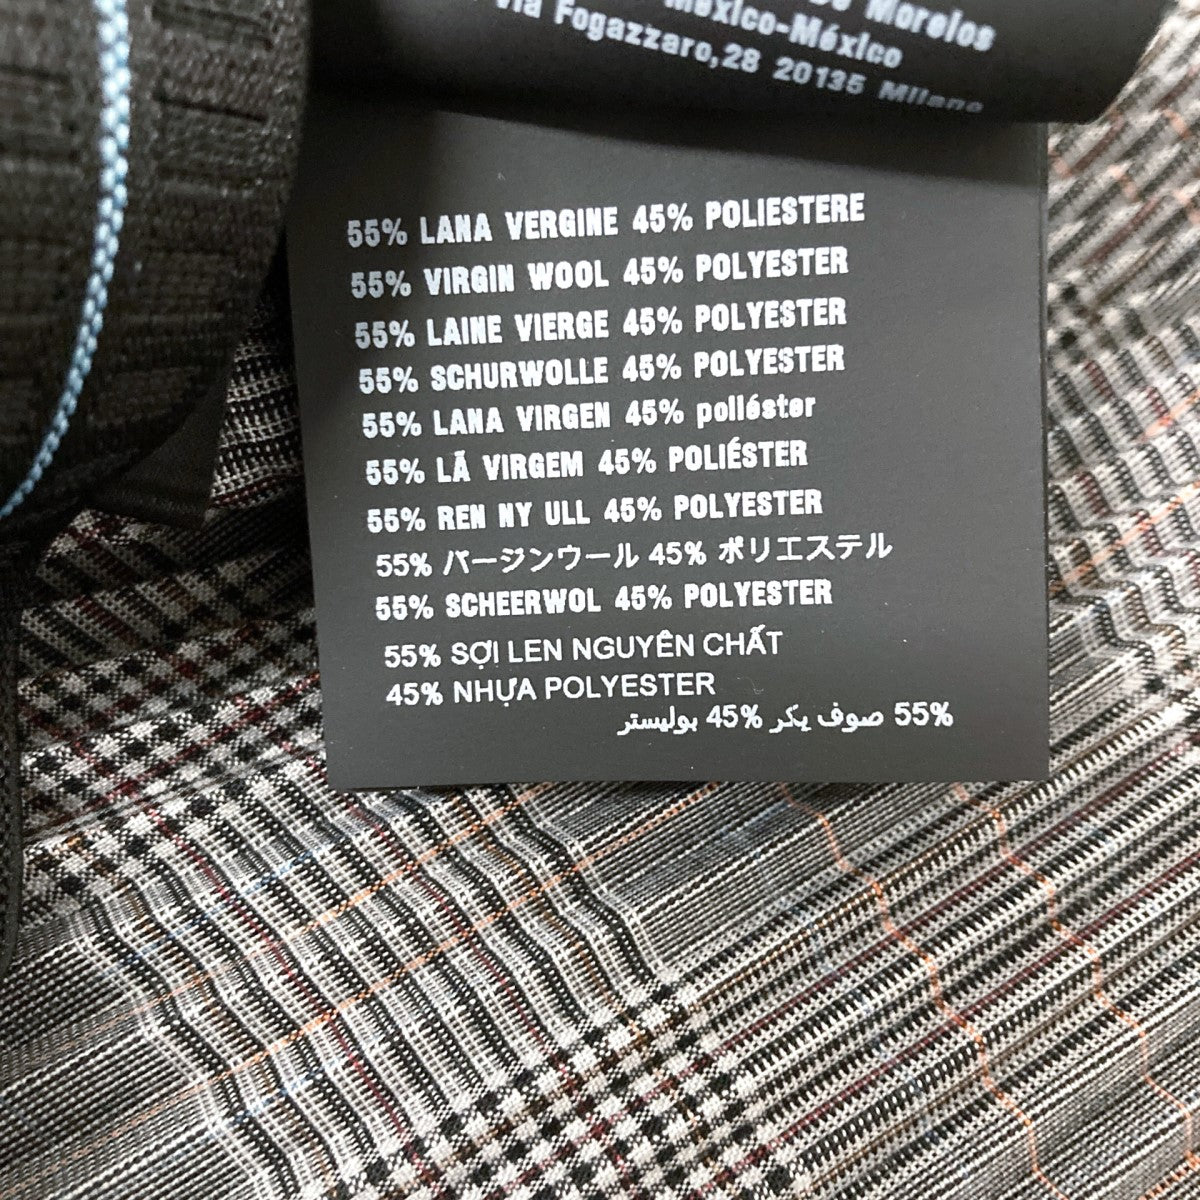 De Morelos
México-México
Via Fogazzaro,28 20135 Milano
55% LANA VERGINE 45% POLIESTERE
55% VIRGIN WOOL 45% POLYESTER
55% LAINE VIERGE 45% POLYESTER
55% SCHURWOLLE 45% POLYESTER
55% LANA VIRGEN 45% poliéster
55% LÃ VIRGEM 45% POLIÉSTER
55% REN NY ULL 45% POLYESTER
55% バージンウール 45% ポリエステル
55% SCHEERWOL 45% POLYESTER
55% SỢI LEN NGUYÊN CHẤT
45% NHỰA POLYESTER
55% صوف يكر 45% بوليستر